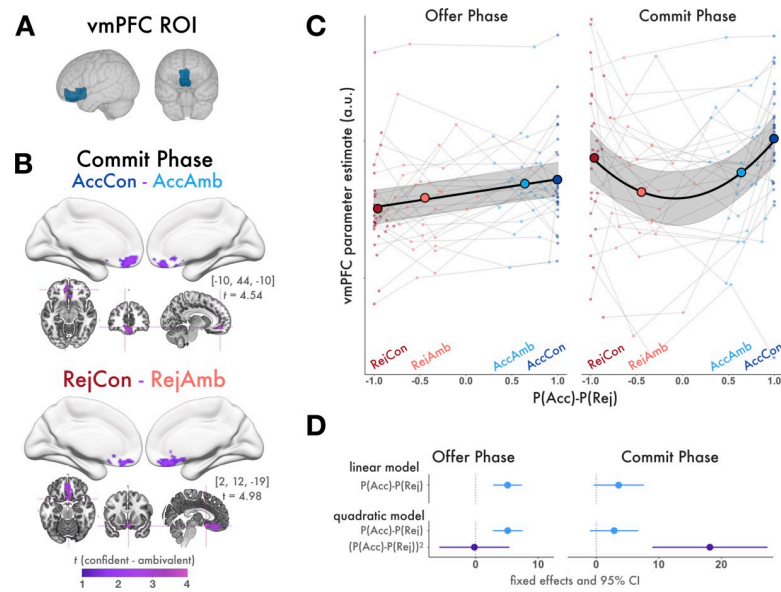 A
vmPFC ROI
B
Commit Phase
AccCon - AccAmb
[-10, 44, -10]
t = 4.54
RejCon - RejAmb
[2, 12, -19]
t = 4.98
t (confident - ambivalent)
1 2 3 4
C
Offer Phase Commit Phase
vmPFC parameter estimate (a.u.)
RejCon RejAmb AccAmb AccCon RejCon RejAmb AccAmb AccCon
-1.0 -0.5 0.0 0.5 1.0 -1.0 -0.5 0.0 0.5 1.0
P(Acc)-P(Rej)
D
Offer Phase Commit Phase
linear model
P(Acc)-P(Rej)
quadratic model
P(Acc)-P(Rej)
(P(Acc)-P(Rej))²
0 10 0 10 20
fixed effects and 95% CI